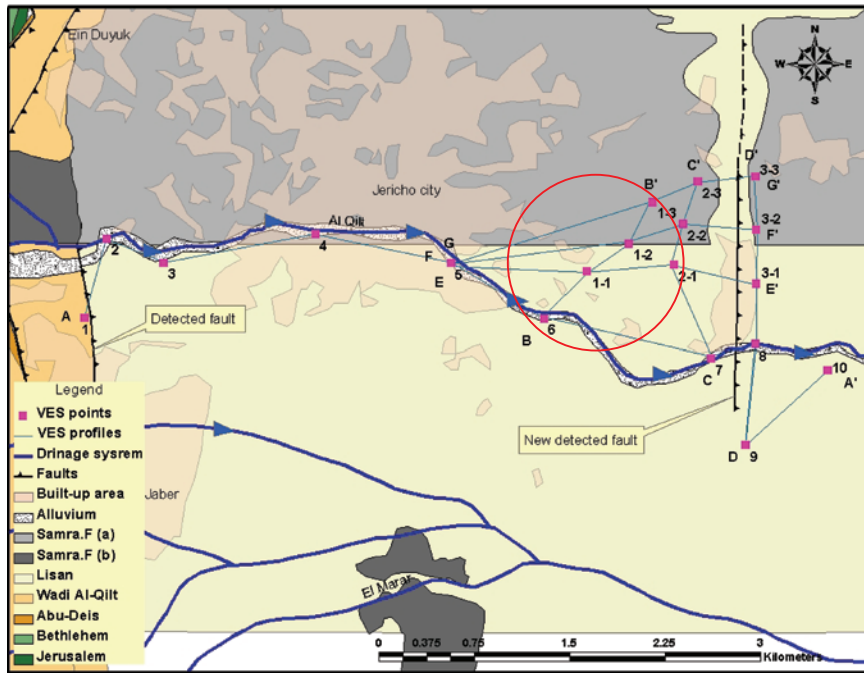 Ein Duyuk
N
W E
S
D'
C'
3-3
G'
B'
2-3
Jericho city
1-3
3-2
Al Qilt
2-2
F'
G
2
4
1-2
F
3
5
2-1
3-1
E
1-1
E'
A
1
Detected fault
6
B
8
7
10
C
A'
Legend
VES points
VES profiles
New detected fault
D 9
Drinage sysrem
Faults
Built-up area
Jaber
Alluvium
Samra.F (a)
Samra.F (b)
Lisan
El Marar
Wadi Al-Qilt
Abu-Deis
Bethlehem
0 0.375 0.75 1.5 2.25 3
Jerusalem
Kilometers